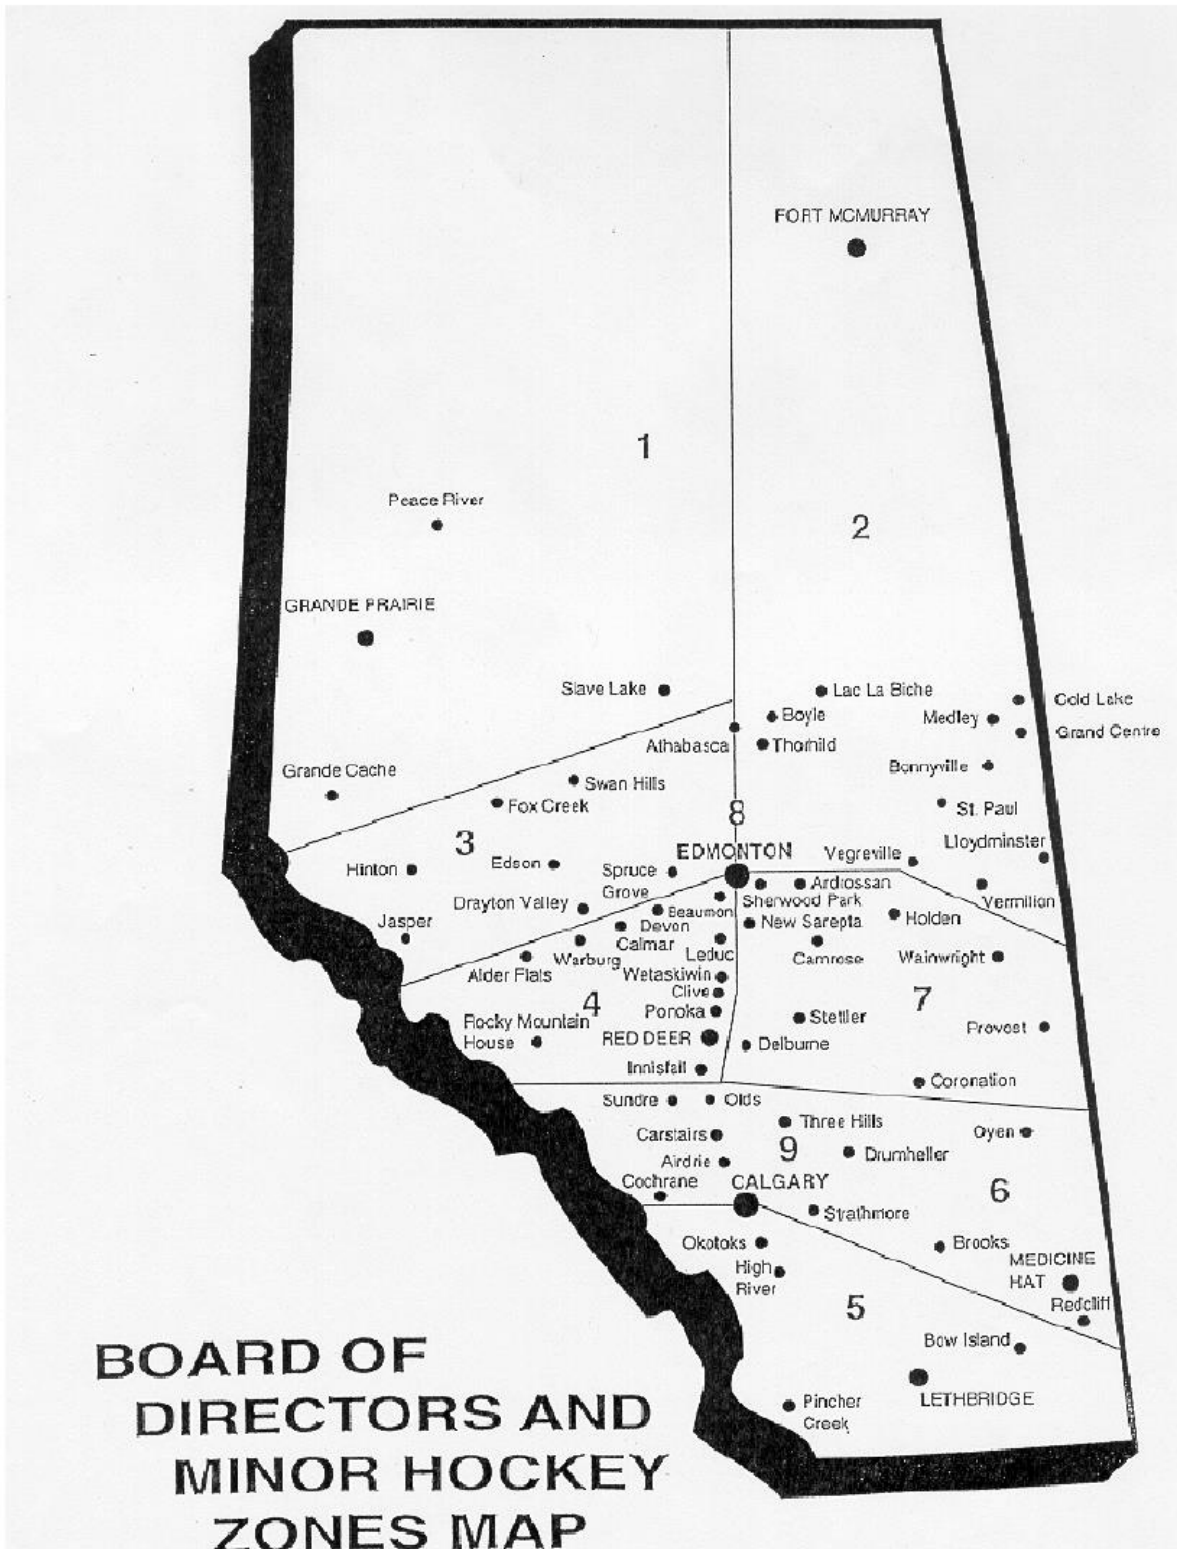 FORT MCMURRAY
1
Peace River
2
GRANDE PRAIRIE
Slave Lake
Lac La Biche
Cold Lake
Boyle
Medley
Grand Centre
Athabasca
Thorhild
Grande Cache
Swan Hills
Bonnyville
Fox Creek
St. Paul
8
3
Lloydminster
EDMONTON
Vegreville
Hinton
Edson
Spruce
Grove
Ardrossan
Sherwood Park
Vermilion
Drayton Valley
Beaumon
Jasper
Devon
New Sarepta
Holden
Calmar
Warburg
Leduc
Camrose
Wainwright
Alder Flats
Wetaskiwin
Clive
4
7
Ponoka
Rocky Mountain
House
Stettler
Provost
RED DEER
Delburne
Innisfail
Coronation
Sundre
Olds
Three Hills
Oyen
Carstairs
9
Drumheller
Airdrie
Cochrane
CALGARY
6
Strathmore
Okotoks
Brooks
High
River
MEDICINE
HAT
5
Redcliff
Bow Island
LETHBRIDGE
Pincher
Creek
BOARD OF
DIRECTORS AND
MINOR HOCKEY
ZONES MAP